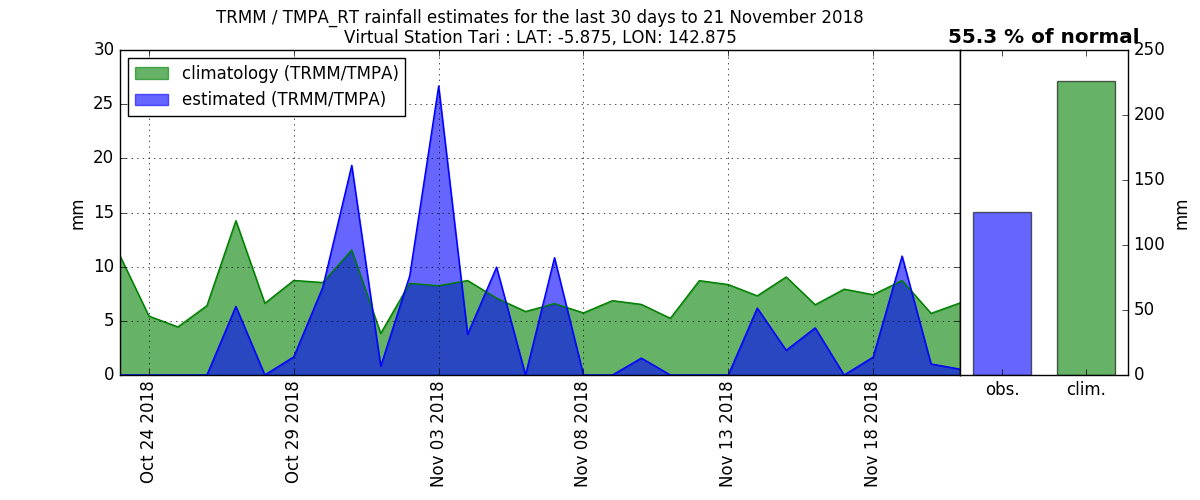 TRMM / TMPA_RT rainfall estimates for the last 30 days to 21 November 2018
Virtual Station Tari : LAT: -5.875, LON: 142.875
55.3 % of normal
climatology (TRMM/TMPA)
estimated (TRMM/TMPA)
30
25
20
15
10
5
0
mm
250
200
150
100
50
0
mm
Oct 24 2018
Oct 29 2018
Nov 03 2018
Nov 08 2018
Nov 13 2018
Nov 18 2018
obs.
clim.